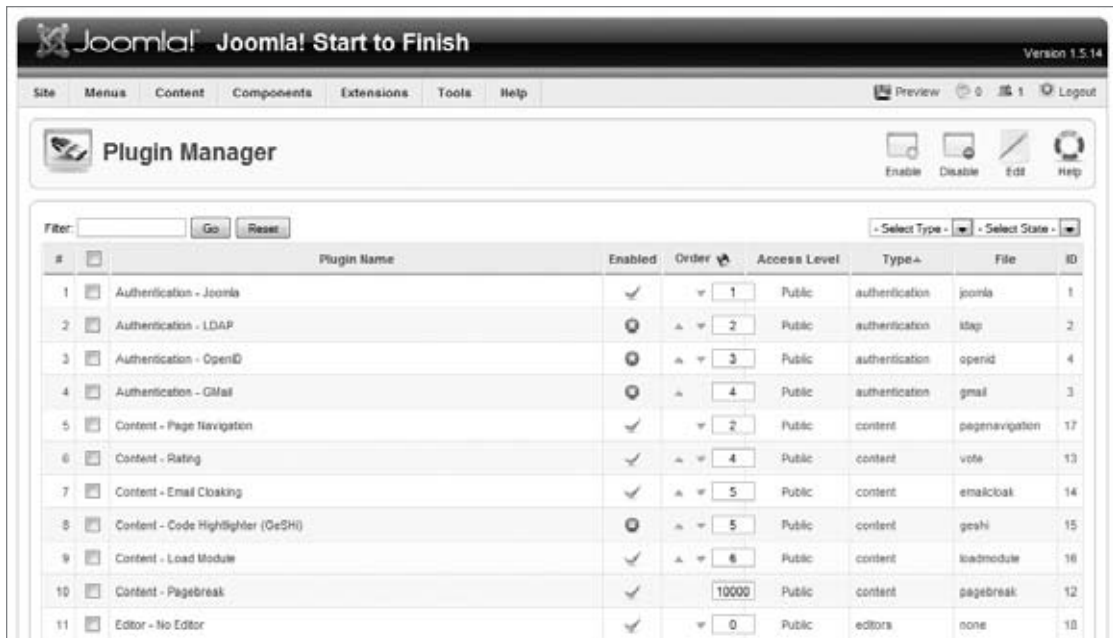 Joomla! Joomla! Start to Finish
Version 1.5.14
Site Menus Content Components Extensions Tools Help Preview 0 1 Logout
Plugin Manager
Enable Disable Edit Help
Filter: Go Reset - Select Type - - Select State -
# Plugin Name Enabled Order Access Level Type File ID
1 Authentication - Joomla 1 Public authentication joomla 1
2 Authentication - LDAP 2 Public authentication ldap 2
3 Authentication - OpenID 3 Public authentication openid 4
4 Authentication - GMail 4 Public authentication gmail 3
5 Content - Page Navigation 2 Public content pagenavigation 17
6 Content - Rating 4 Public content vote 13
7 Content - Email Cloaking 5 Public content emailcloak 14
8 Content - Code Hightlighter (GeSHi) 5 Public content geshi 15
9 Content - Load Module 6 Public content loadmodule 16
10 Content - Pagebreak 10000 Public content pagebreak 12
11 Editor - No Editor 0 Public editors none 18